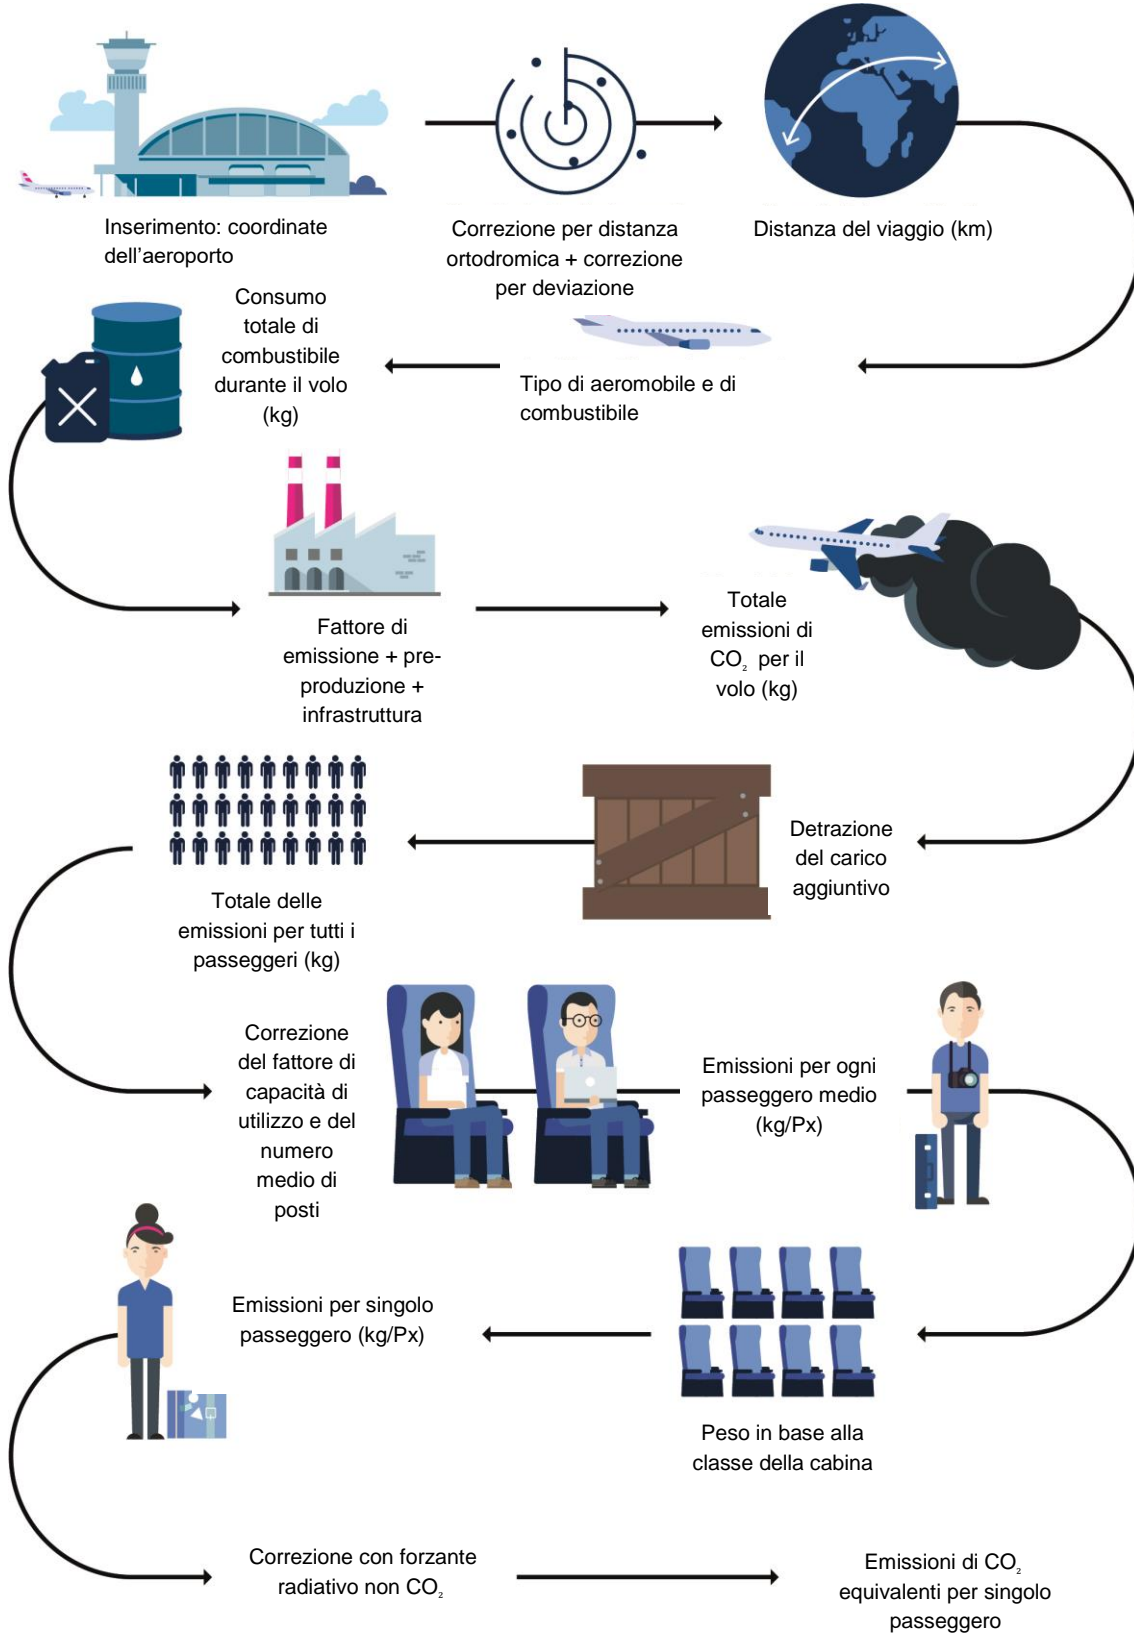 Inserimento: coordinate
dell'aeroporto
Correzione per distanza
ortodromica + correzione
per deviazione
Distanza del viaggio (km)
Tipo di aeromobile e di
combustibile
Consumo
totale di
combustibile
durante il volo
(kg)
Fattore di
emissione + pre-
produzione +
infrastruttura
Totale
emissioni di
CO₂ per il
volo (kg)
Detrazione
del carico
aggiuntivo
Totale delle
emissioni per tutti i
passeggeri (kg)
Correzione
del fattore di
capacità di
utilizzo e del
numero
medio di
posti
Emissioni per ogni
passeggero medio
(kg/Px)
Peso in base alla
classe della cabina
Emissioni per singolo
passeggero (kg/Px)
Correzione con forzante
radiativo non CO₂
Emissioni di CO₂
equivalenti per singolo
passeggero